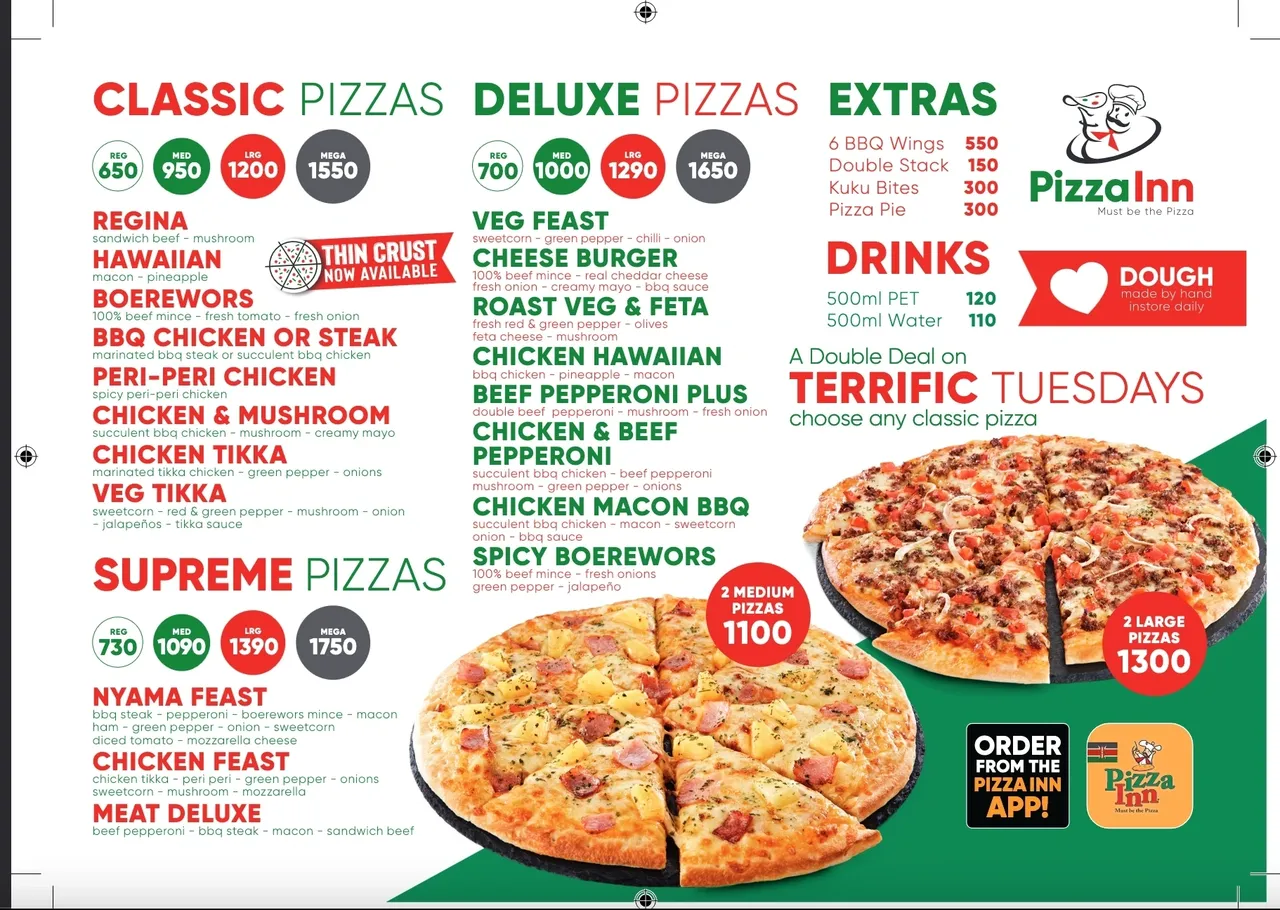 CLASSIC PIZZAS
REG
650
MED
950
LRG
1200
MEGA
1550
REGINA
sandwich beef - mushroom
HAWAIIAN
macon - pineapple
THIN CRUST
NOW AVAILABLE
BOEREWORS
100% beef mince - fresh tomato - fresh onion
BBQ CHICKEN OR STEAK
marinated bbq steak or succulent bbq chicken
PERI-PERI CHICKEN
spicy peri-peri chicken
CHICKEN & MUSHROOM
succulent bbq chicken - mushroom - creamy mayo
CHICKEN TIKKA
marinated tikka chicken - green pepper - onions
VEG TIKKA
sweetcorn - red & green pepper - mushroom - onion
- jalapeños - tikka sauce
SUPREME PIZZAS
REG
730
MED
1090
LRG
1390
MEGA
1750
NYAMA FEAST
bbq steak - pepperoni - boerewors mince - macon
ham - green pepper - onion - sweetcorn
diced tomato - mozzarella cheese
CHICKEN FEAST
chicken tikka - peri peri - green pepper - onions
sweetcorn - mushroom - mozzarella
MEAT DELUXE
beef pepperoni - bbq steak - macon - sandwich beef
DELUXE PIZZAS
REG
700
MED
1000
LRG
1290
MEGA
1650
VEG FEAST
sweetcorn - green pepper - chilli - onion
CHEESE BURGER
100% beef mince - real cheddar cheese
fresh onion - creamy mayo - bbq sauce
ROAST VEG & FETA
fresh red & green pepper - olives
feta cheese - mushroom
CHICKEN HAWAIIAN
bbq chicken - pineapple - macon
BEEF PEPPERONI PLUS
double beef pepperoni - mushroom - fresh onion
CHICKEN & BEEF
PEPPERONI
succulent bbq chicken - beef pepperoni
mushroom - green pepper - onions
CHICKEN MACON BBQ
succulent bbq chicken - macon - sweetcorn
onion - bbq sauce
SPICY BOEREWORS
100% beef mince - fresh onions
green pepper - jalapeño
2 MEDIUM
PIZZAS
1100
EXTRAS
6 BBQ Wings 550
Double Stack 150
Kuku Bites 300
Pizza Pie 300
DRINKS
500ml PET 120
500ml Water 110
Pizza Inn
Must be the Pizza
DOUGH
made by hand
instore daily
A Double Deal on
TERRIFIC TUESDAYS
choose any classic pizza
2 LARGE
PIZZAS
1300
ORDER
FROM THE
PIZZA INN
APP!
Pizza
Inn
Must be the Pizza